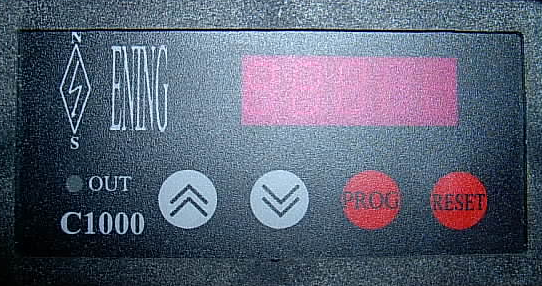 N
ENING
S
OUT
C1000
PROG
RESET